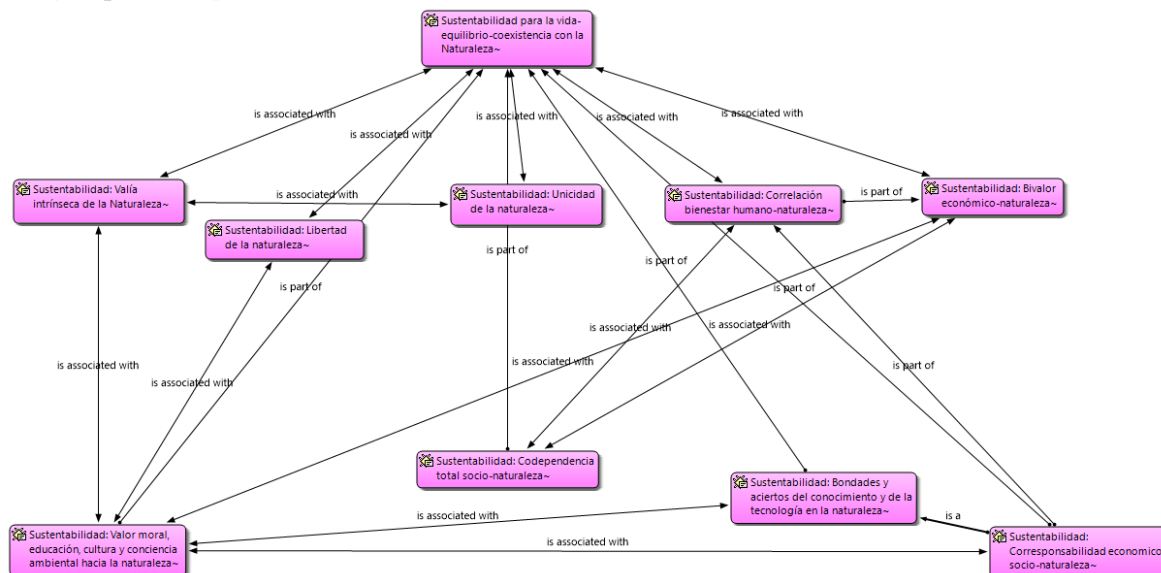 Sustentabilidad para la vida-
equilibrio-coexistencia con la
Naturaleza~
is associated with
is associated with
is associated with
is associated with
is associated with
Sustentabilidad: Valía
intrínseca de la Naturaleza~
is associated with
Sustentabilidad: Unicidad
de la naturaleza~
Sustentabilidad: Correlación
bienestar humano-naturaleza~
is part of
Sustentabilidad: Bivalor
económico-naturaleza~
Sustentabilidad: Libertad
de la naturaleza~
is part of
is part of
is part of
is part of
is associated with
is associated with
is associated with
is associated with
is part of
Sustentabilidad: Codependencia
total socio-naturaleza~
Sustentabilidad: Bondades y
aciertos del conocimiento y de la
tecnología en la naturaleza~
is associated with
is a
Sustentabilidad: Valor moral,
educación, cultura y conciencia
ambiental hacia la naturaleza~
is associated with
Sustentabilidad:
Corresponsabilidad economico
socio-naturaleza~